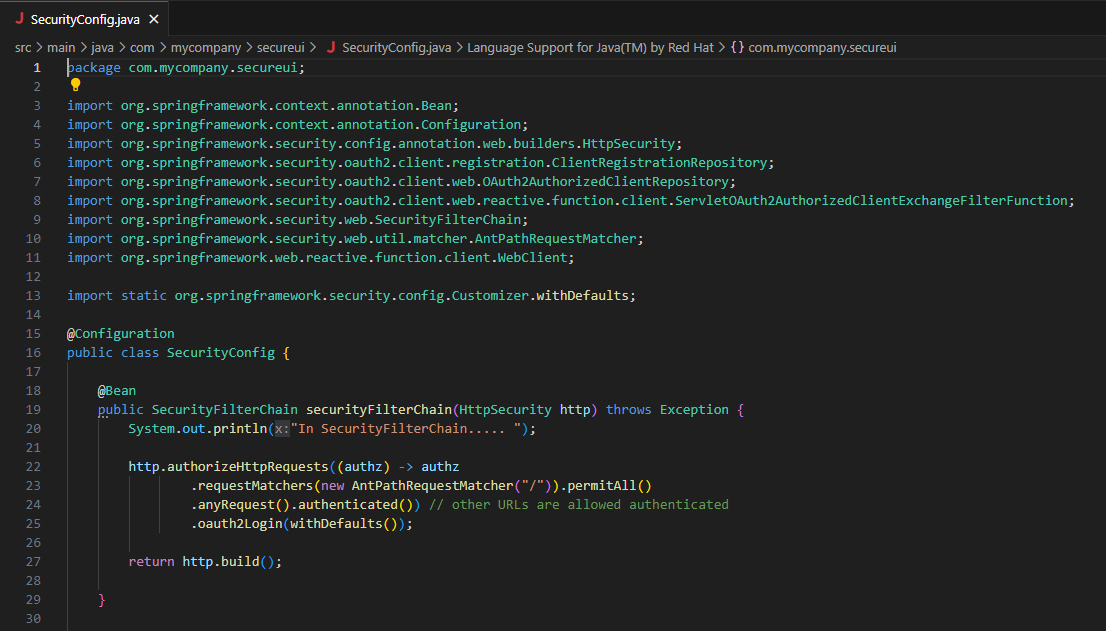 J SecurityConfig.java ×
src > main > java > com > mycompany > secureui > J SecurityConfig.java > Language Support for Java(TM) by Red Hat > {} com.mycompany.secureui
1 package com.mycompany.secureui;
2
3 import org.springframework.context.annotation.Bean;
4 import org.springframework.context.annotation.Configuration;
5 import org.springframework.security.config.annotation.web.builders.HttpSecurity;
6 import org.springframework.security.oauth2.client.registration.ClientRegistrationRepository;
7 import org.springframework.security.oauth2.client.web.OAuth2AuthorizedClientRepository;
8 import org.springframework.security.oauth2.client.web.reactive.function.client.ServletOAuth2AuthorizedClientExchangeFilterFunction;
9 import org.springframework.security.web.SecurityFilterChain;
10 import org.springframework.security.web.util.matcher.AntPathRequestMatcher;
11 import org.springframework.web.reactive.function.client.WebClient;
12
13 import static org.springframework.security.config.Customizer.withDefaults;
14
15 @Configuration
16 public class SecurityConfig {
17
18     @Bean
19     public SecurityFilterChain securityFilterChain(HttpSecurity http) throws Exception {
20         System.out.println(x:"In SecurityFilterChain..... ");
21
22         http.authorizeHttpRequests((authz) -> authz
23                 .requestMatchers(new AntPathRequestMatcher("/")).permitAll()
24                 .anyRequest().authenticated()) // other URLs are allowed authenticated
25                 .oauth2Login(withDefaults());
26
27         return http.build();
28
29     }
30